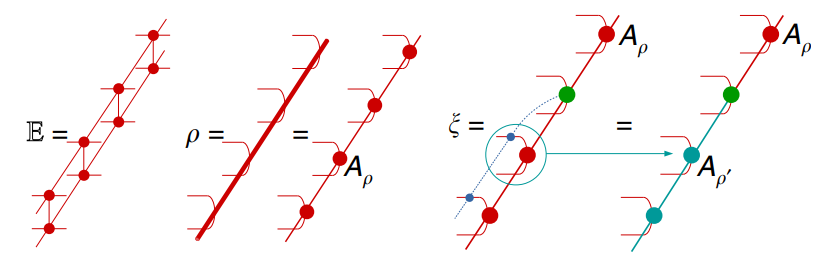 𝔼 =
ρ =
=
A_ρ
ξ =
A_ρ
=
A_ρ
A_ρ′